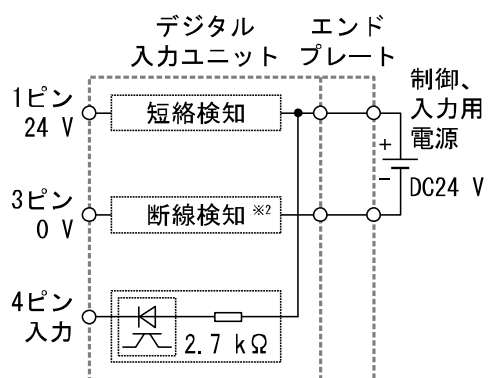 デジタル
入力ユニット
エンド
プレート
1ピン
24 V
短絡検知
制御、
入力用
電源
+
−
DC24 V
3ピン
0 V
断線検知 ※2
4ピン
入力
2.7 kΩ